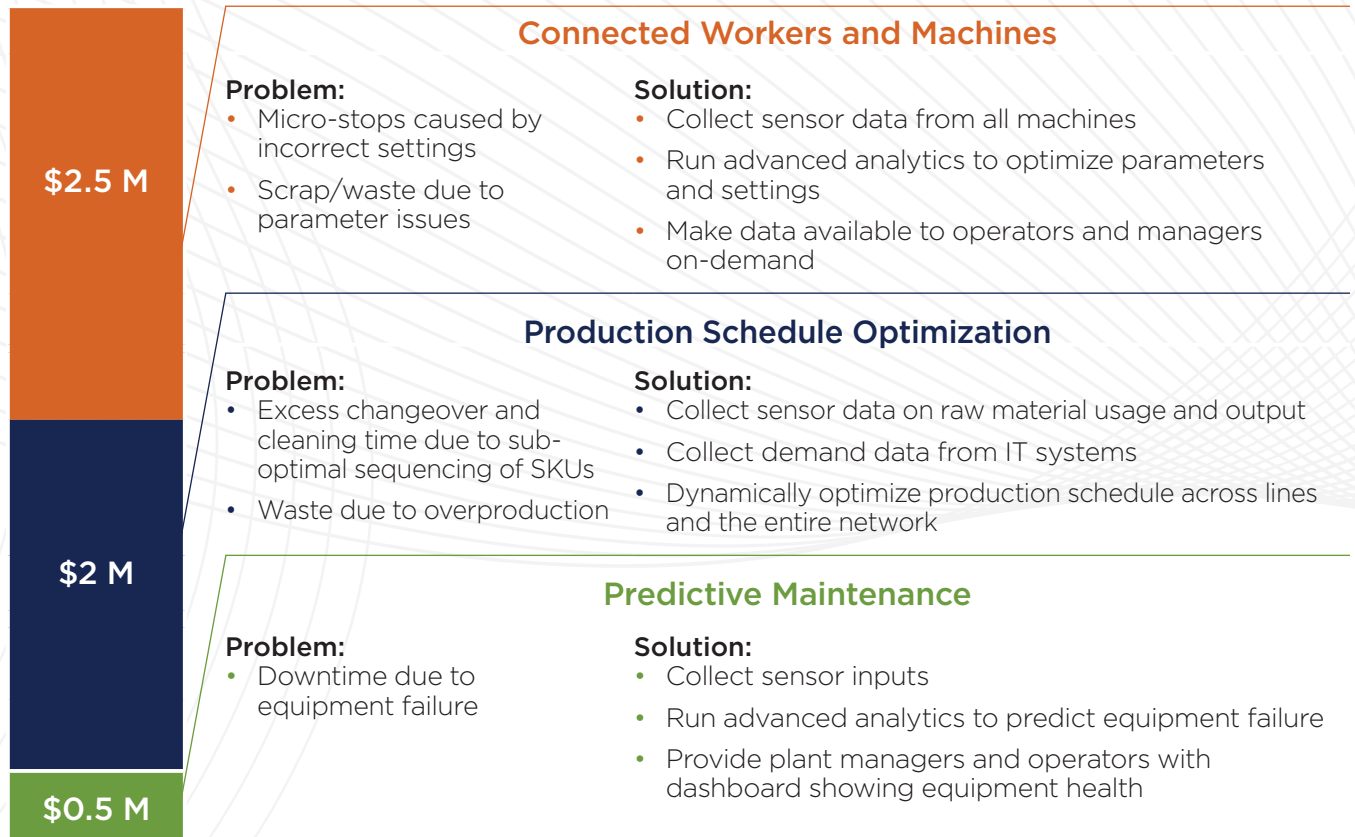 $2.5 M
Connected Workers and Machines
Problem:
• Micro-stops caused by
incorrect settings
• Scrap/waste due to
parameter issues
Solution:
• Collect sensor data from all machines
• Run advanced analytics to optimize parameters
and settings
• Make data available to operators and managers
on-demand
$2 M
Production Schedule Optimization
Problem:
• Excess changeover and
cleaning time due to sub-
optimal sequencing of SKUs
• Waste due to overproduction
Solution:
• Collect sensor data on raw material usage and output
• Collect demand data from IT systems
• Dynamically optimize production schedule across lines
and the entire network
$0.5 M
Predictive Maintenance
Problem:
• Downtime due to
equipment failure
Solution:
• Collect sensor inputs
• Run advanced analytics to predict equipment failure
• Provide plant managers and operators with
dashboard showing equipment health